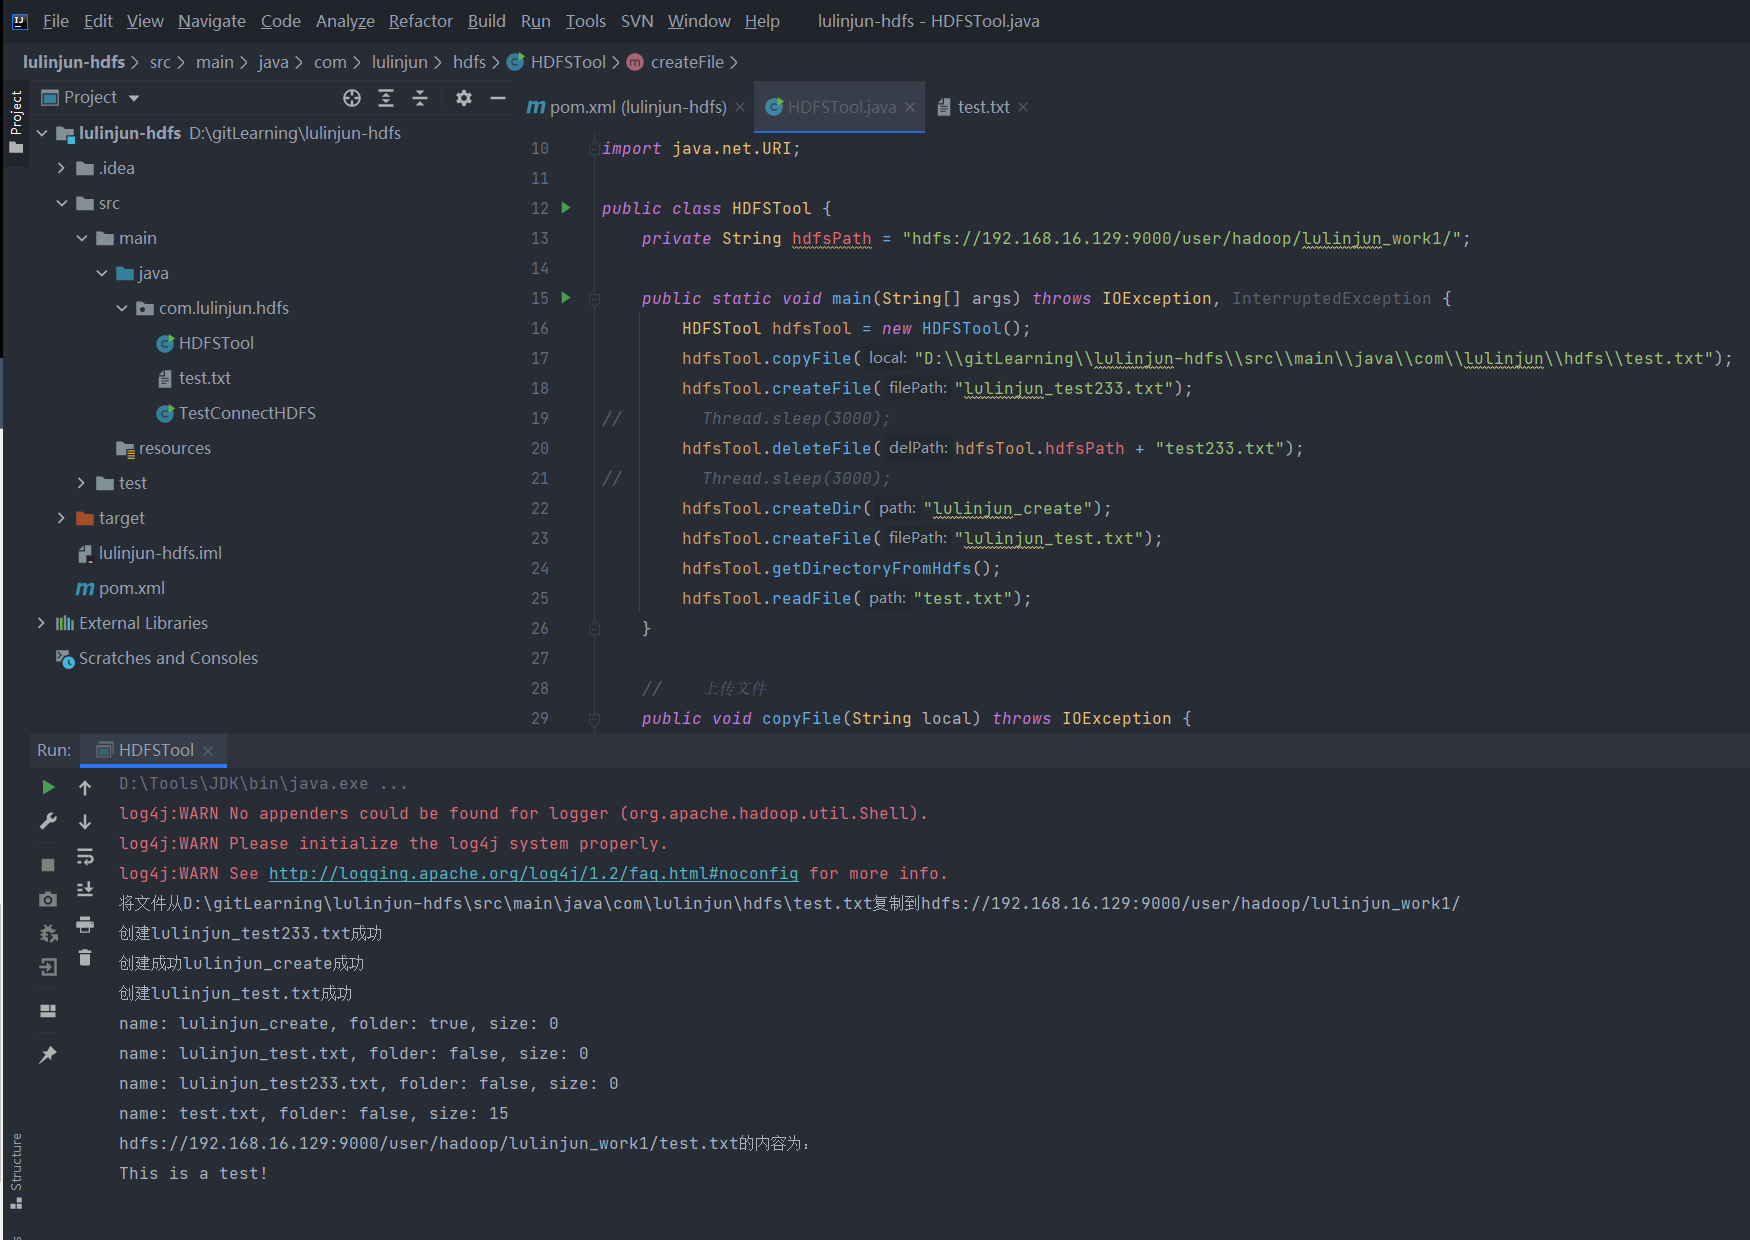 File Edit View Navigate Code Analyze Refactor Build Run Tools SVN Window Help lulinjun-hdfs - HDFSTool.java
lulinjun-hdfs > src > main > java > com > lulinjun > hdfs > HDFSTool > createFile >
Project
Project
lulinjun-hdfs D:\gitLearning\lulinjun-hdfs
.idea
src
main
java
com.lulinjun.hdfs
HDFSTool
test.txt
TestConnectHDFS
resources
test
target
lulinjun-hdfs.iml
pom.xml
External Libraries
Scratches and Consoles
pom.xml (lulinjun-hdfs) HDFSTool.java test.txt
10 import java.net.URI;
11
12 public class HDFSTool {
13 private String hdfsPath = "hdfs://192.168.16.129:9000/user/hadoop/lulinjun_work1/";
14
15 public static void main(String[] args) throws IOException, InterruptedException {
16 HDFSTool hdfsTool = new HDFSTool();
17 hdfsTool.copyFile( local: "D:\\gitLearning\\lulinjun-hdfs\\src\\main\\java\\com\\lulinjun\\hdfs\\test.txt");
18 hdfsTool.createFile( filePath: "lulinjun_test233.txt");
19 // Thread.sleep(3000);
20 hdfsTool.deleteFile( delPath: hdfsTool.hdfsPath + "test233.txt");
21 // Thread.sleep(3000);
22 hdfsTool.createDir( path: "lulinjun_create");
23 hdfsTool.createFile( filePath: "lulinjun_test.txt");
24 hdfsTool.getDirectoryFromHdfs();
25 hdfsTool.readFile( path: "test.txt");
26 }
27
28 // 上传文件
29 public void copyFile(String local) throws IOException {
Run: HDFSTool
D:\Tools\JDK\bin\java.exe ...
log4j:WARN No appenders could be found for logger (org.apache.hadoop.util.Shell).
log4j:WARN Please initialize the log4j system properly.
log4j:WARN See http://logging.apache.org/log4j/1.2/faq.html#noconfig for more info.
将文件从D:\gitLearning\lulinjun-hdfs\src\main\java\com\lulinjun\hdfs\test.txt复制到hdfs://192.168.16.129:9000/user/hadoop/lulinjun_work1/
创建lulinjun_test233.txt成功
创建成功lulinjun_create成功
创建lulinjun_test.txt成功
name: lulinjun_create, folder: true, size: 0
name: lulinjun_test.txt, folder: false, size: 0
name: lulinjun_test233.txt, folder: false, size: 0
name: test.txt, folder: false, size: 15
hdfs://192.168.16.129:9000/user/hadoop/lulinjun_work1/test.txt的内容为:
This is a test!
Structure